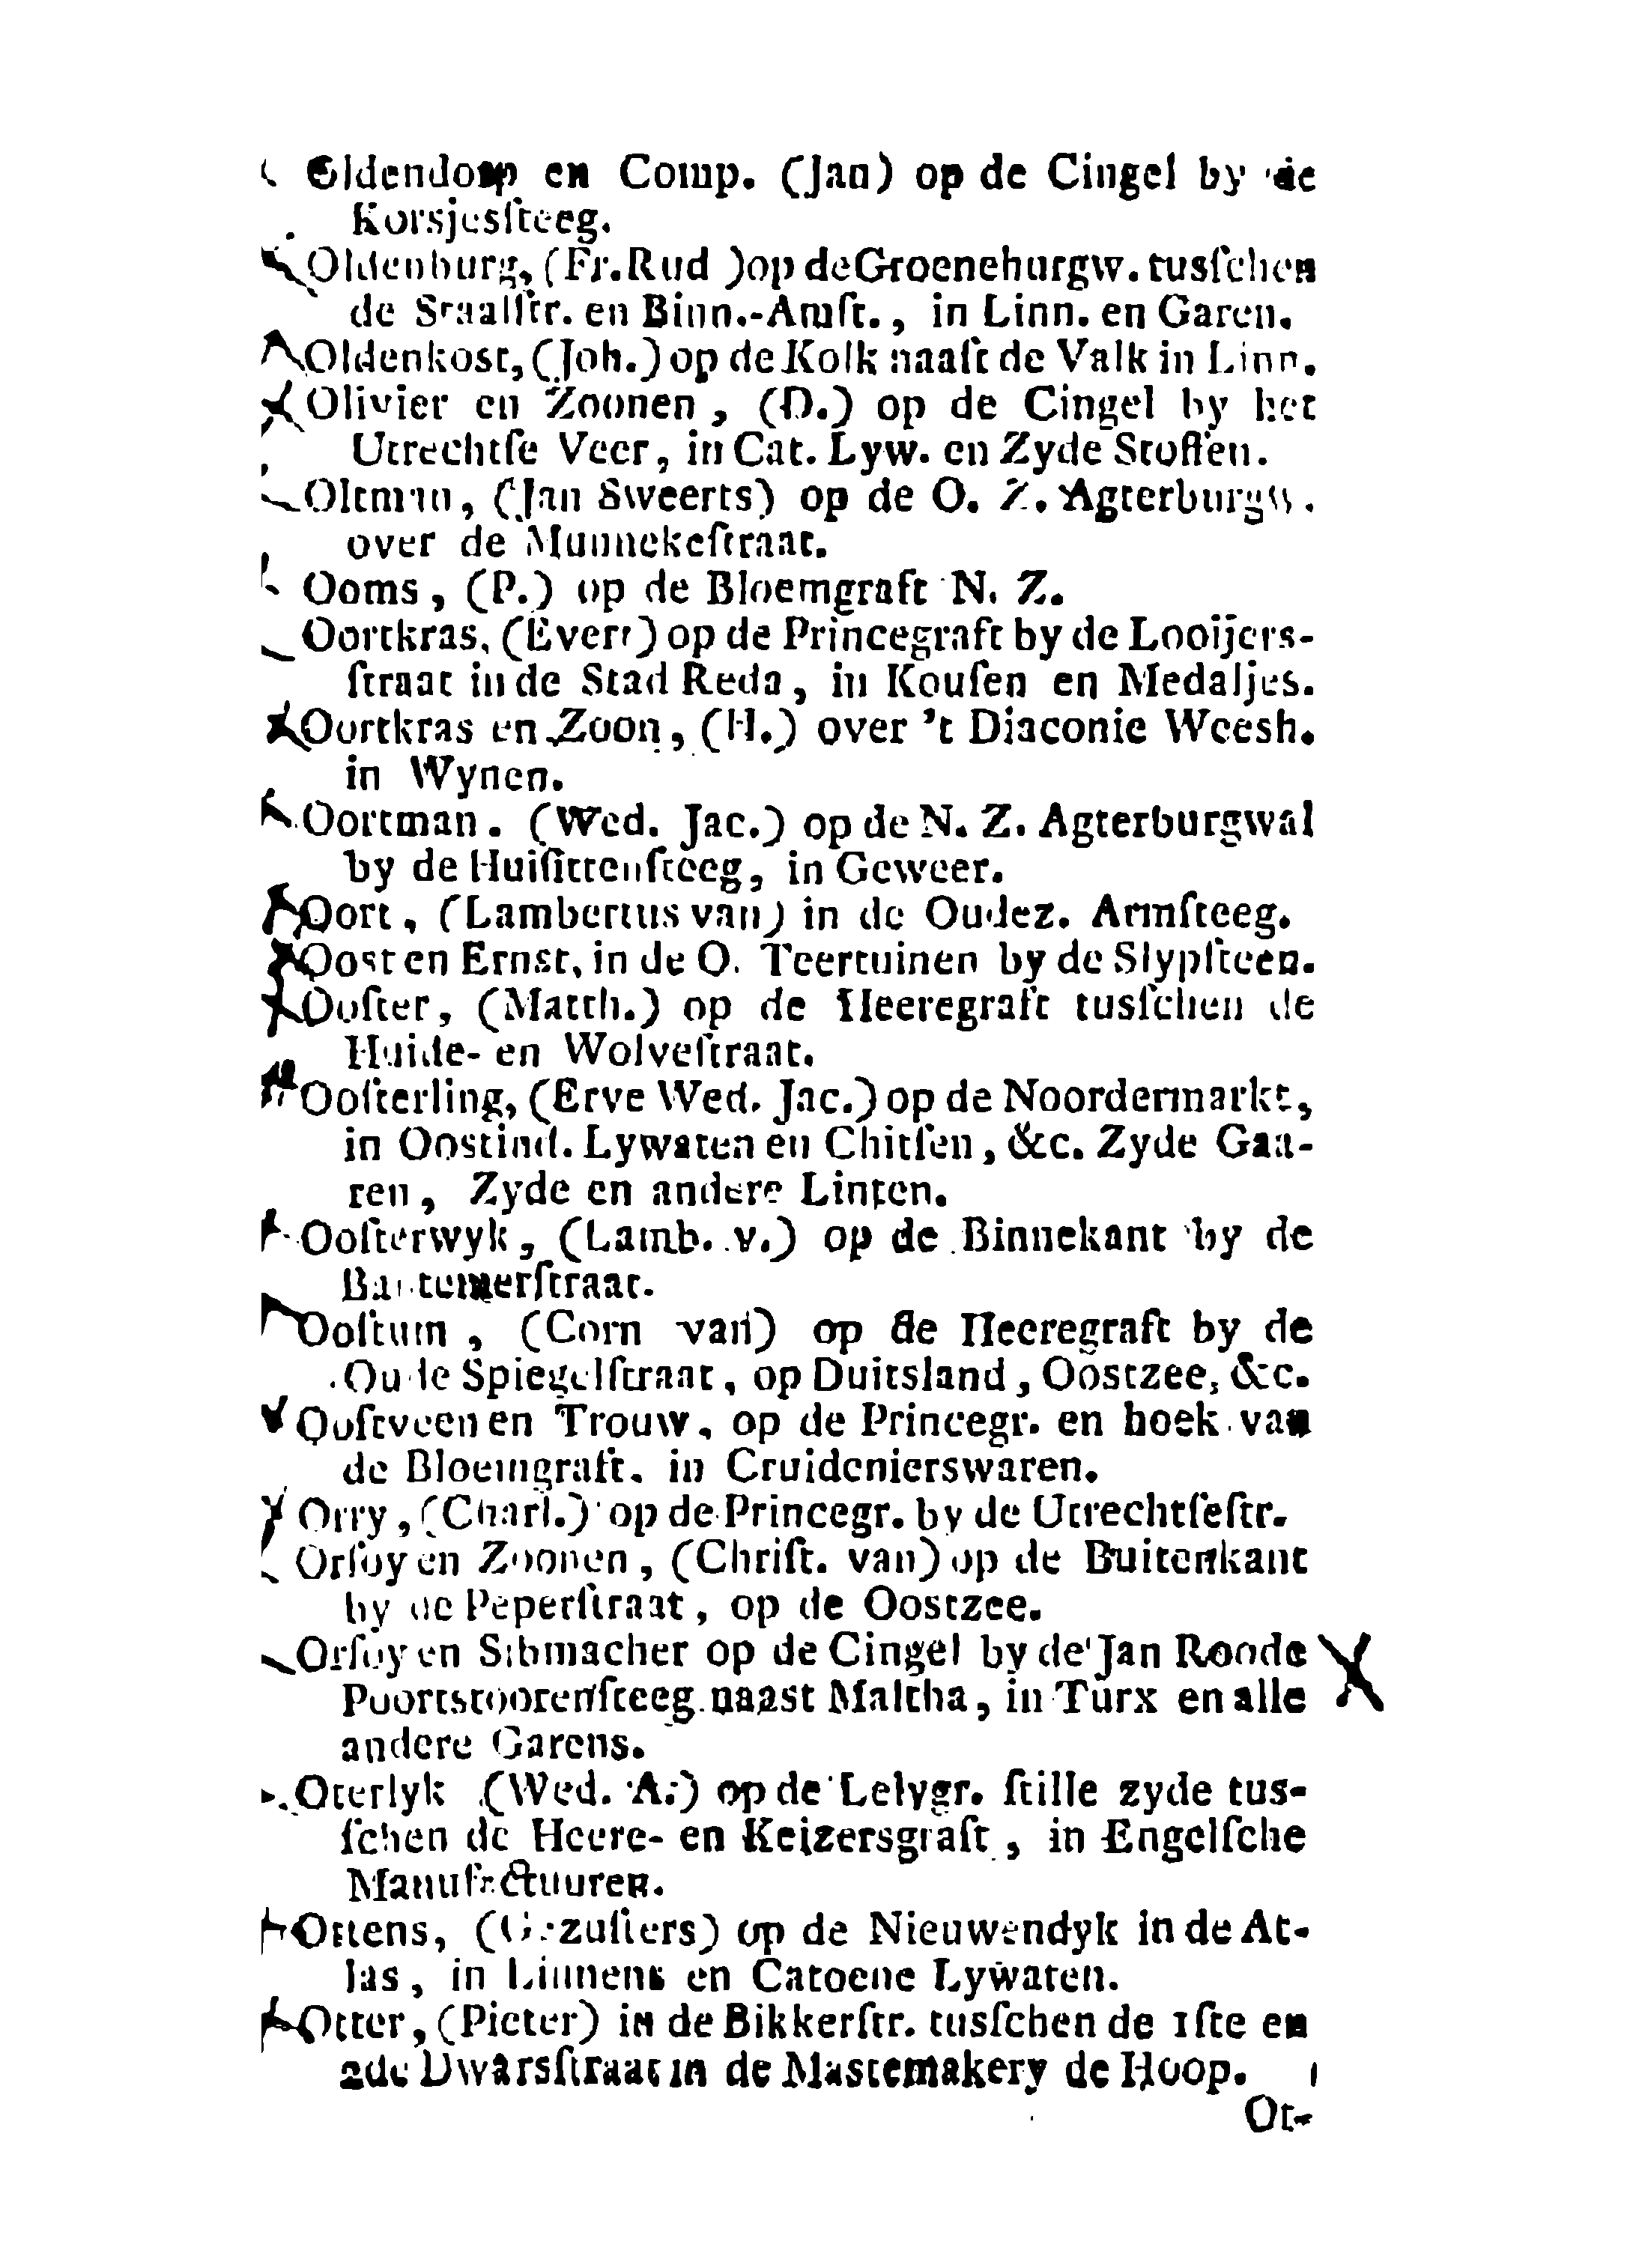 Oldendorp en Comp. (Jan) op de Cingel by de
Korsjesſteeg.
Oldenburg, (Fr. Rud ) op de Groeneburgw. tusſchen
de Sraalſtr. en Binn.-Amſt., in Linn. en Garen.
Oldenkost, (Joh.) op de Kolk naaſt de Valk in Linn.
Olivier en Zoonen, (D.) op de Cingel by het
Utrechtſe Veer, in Cat. Lyw. en Zyde Stoffen.
Oltman, (Jan Sweerts) op de O. Z. Agterburgw.
over de Munnekeſtraat.
Ooms, (P.) op de Bloemgraft N. Z.
Oortkras, (Evert) op de Princegraft by de Looijers-
ſtraat in de Stad Reda, in Kouſen en Medaljes.
Oortkras en Zoon, (H.) over 't Diaconie Weesh.
in Wynen.
Oortman. (Wed. Jac.) op de N. Z. Agterburgwal
by de Huiſittenſteeg, in Geweer.
Oort, (Lambertus van) in de Oudez. Armſteeg.
Oost en Ernst, in de O. Teertuinen by de Slypſteen.
Ooſter, (Matth.) op de Heeregraft tusſchen de
Huide- en Wolveſtraat.
Ooſterling, (Erve Wed. Jac.) op de Noordermarkt,
in Oostind. Lywaten en Chitſen, &c. Zyde Gaa-
ren, Zyde en andere Linten.
Ooſterwyk, (Lamb. v.) op de Binnekant by de
Bantemerſtraat.
Ooſtum, (Corn van) op de Heeregraft by de
Oude Spiegelſtraat, op Duitsland, Oostzee, &c.
Ooſtveen en Trouw, op de Princegr. en hoek van
de Bloemgraft, in Cruidenierswaren.
Orry, (Charl.) op de Princegr. by de Utrechtſeſtr.
Orſoy en Zoonen, (Chriſt. van) op de Buitenkant
by de Peperſtraat, op de Oostzee.
Orſoy en Sibmacher op de Cingel by de Jan Roode
Poortstoorenſteeg naast Maltha, in Turx en alle
andere Garens.
Oterlyk (Wed. A.) op de Lelygr. ſtille zyde tus-
ſchen de Heere- en Keizersgraft, in Engelſche
Manufactuuren.
Ottens, (Gezuſters) op de Nieuwendyk in de At-
las, in Linnens en Catoene Lywaten.
Otter, (Pieter) in de Bikkerſtr. tusſchen de 1ſte en
2de Dwarsſtraat in de Mastemakery de Hoop.
Ot-